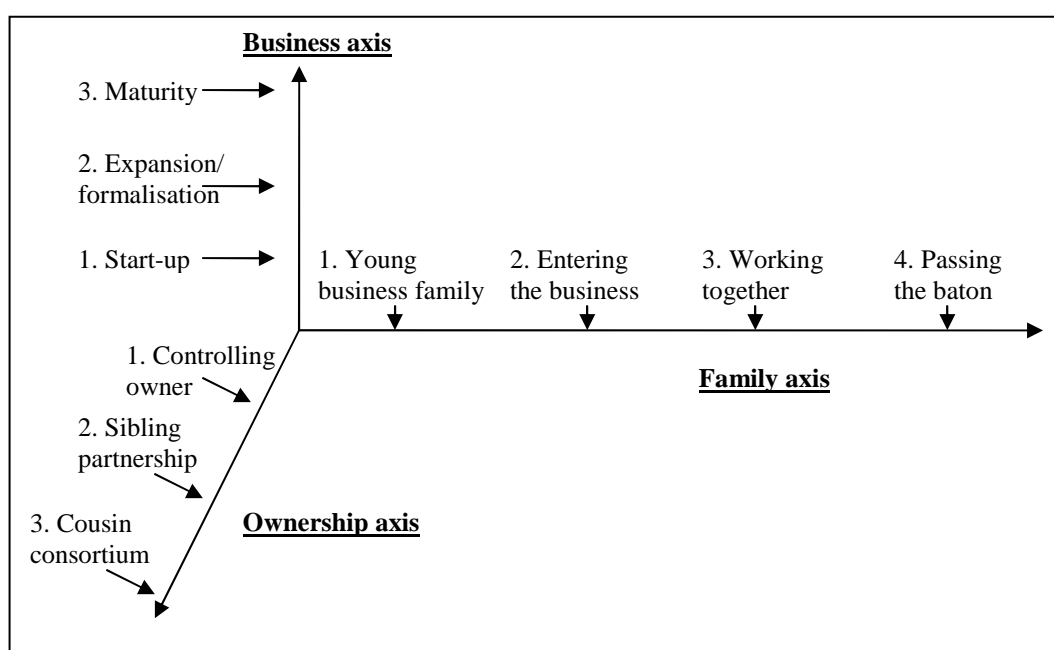 Business axis
3. Maturity
2. Expansion/
formalisation
1. Start-up
1. Young
business family
2. Entering
the business
3. Working
together
4. Passing
the baton
1. Controlling
owner
Family axis
2. Sibling
partnership
3. Cousin
consortium
Ownership axis